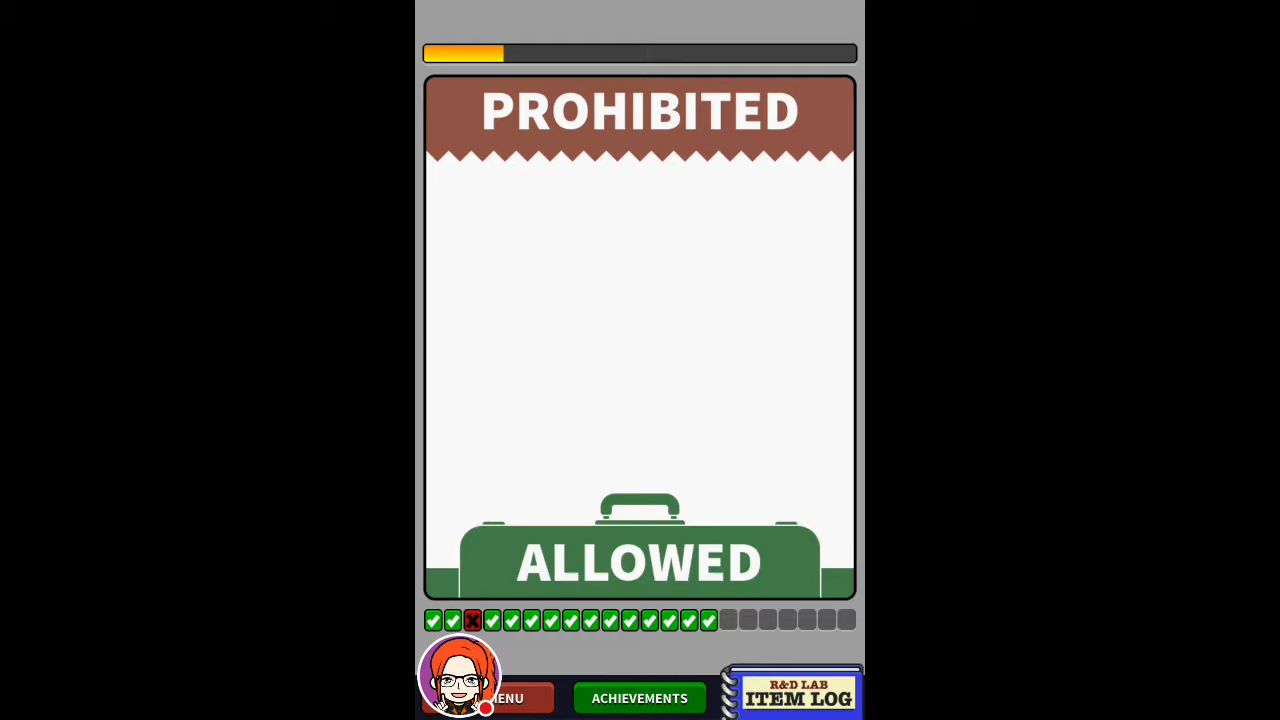 PROHIBITED
ALLOWED
ENU
ACHIEVEMENTS
R&D LAB
ITEM LOG